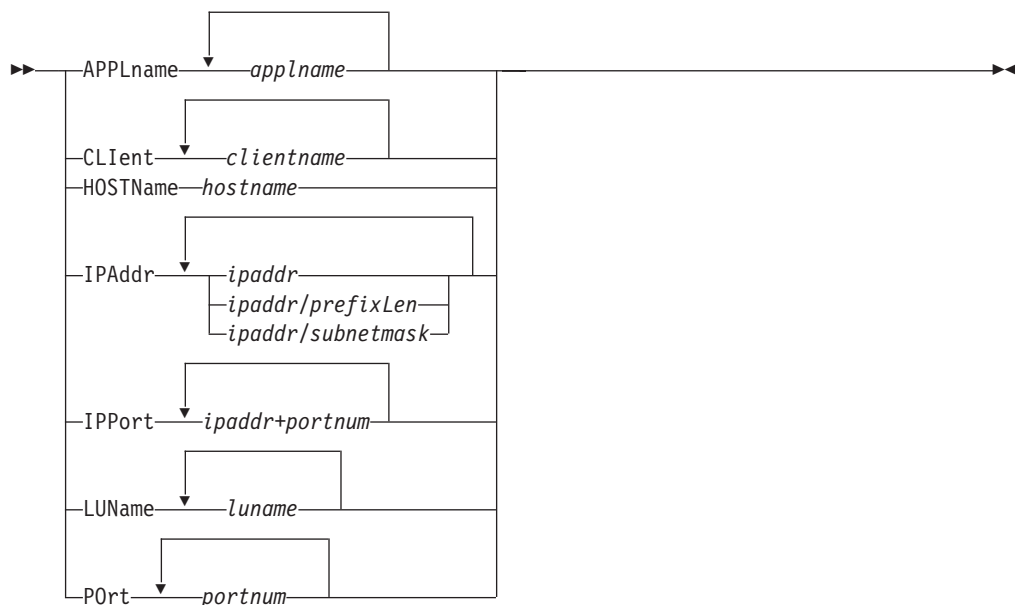 APPLname applname
CLIent clientname
HOSTName hostname
IPAddr ipaddr
ipaddr/prefixLen
ipaddr/subnetmask
IPPort ipaddr+portnum
LUName luname
POrt portnum